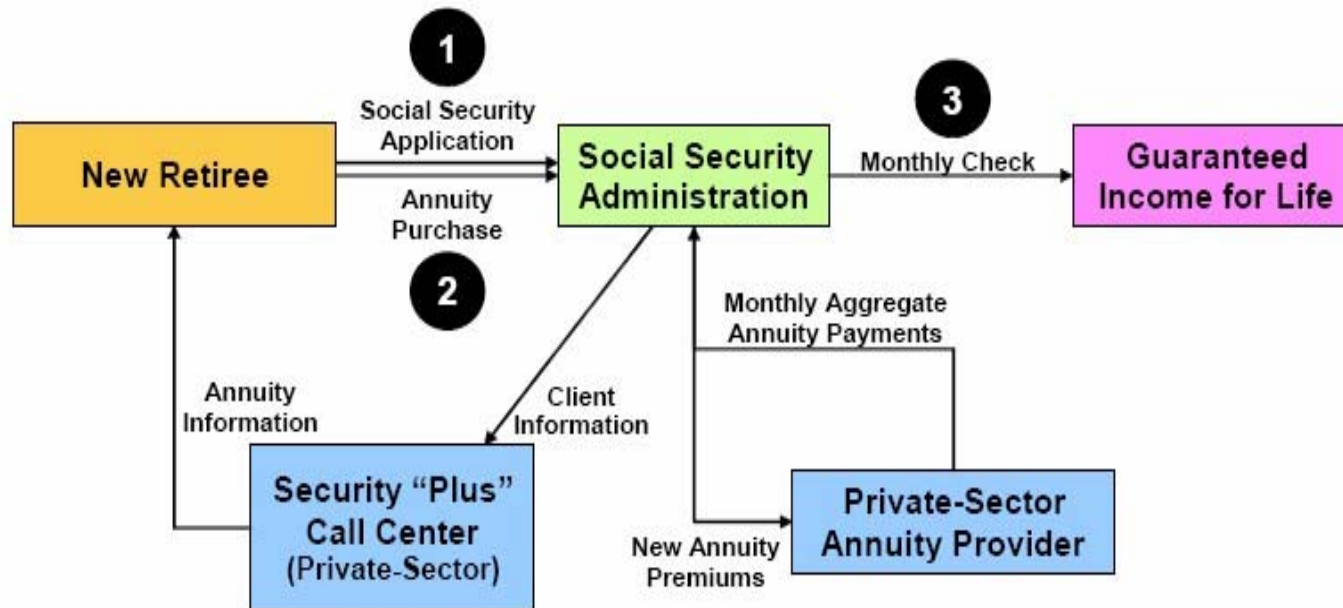 1
Social Security
Application
New Retiree
Annuity
Purchase
2
Social Security
Administration
3
Monthly Check
Guaranteed
Income for Life
Monthly Aggregate
Annuity Payments
Annuity
Information
Client
Information
Security “Plus”
Call Center
(Private-Sector)
New Annuity
Premiums
Private-Sector
Annuity Provider